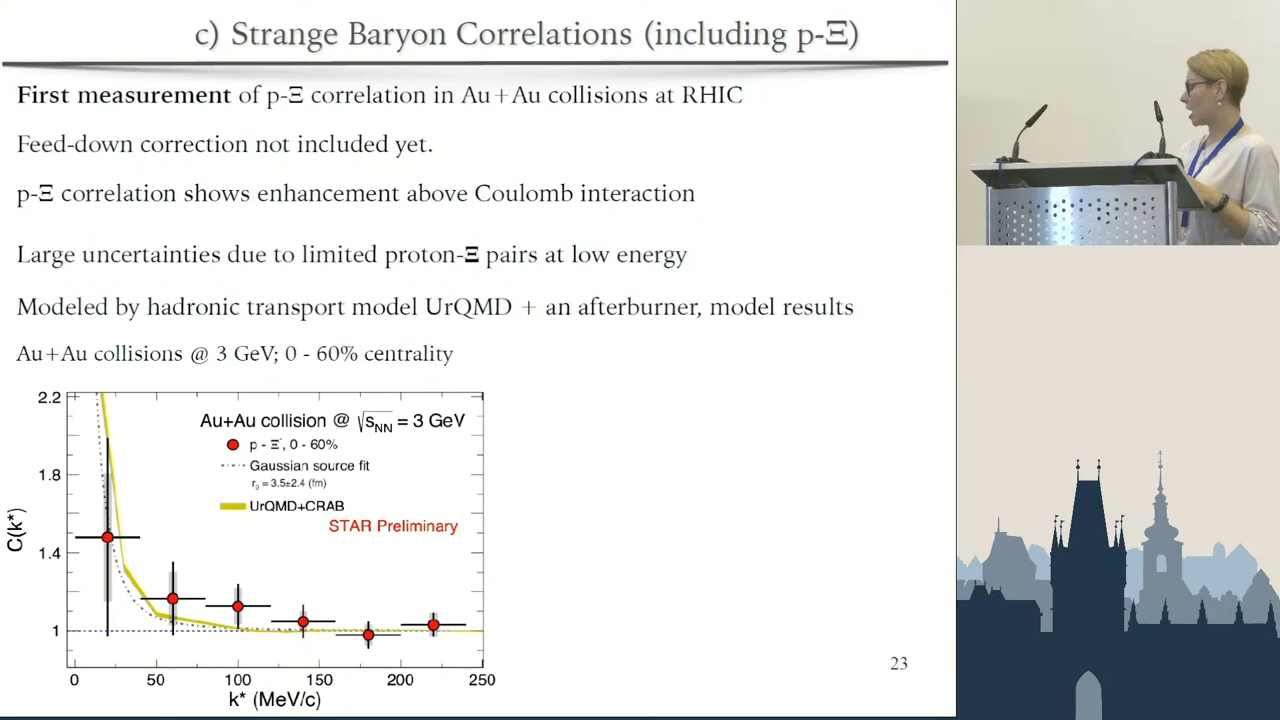 c) Strange Baryon Correlations (including p-Ξ)
First measurement of p-Ξ correlation in Au+Au collisions at RHIC
Feed-down correction not included yet.
p-Ξ correlation shows enhancement above Coulomb interaction
Large uncertainties due to limited proton-Ξ pairs at low energy
Modeled by hadronic transport model UrQMD + an afterburner, model results
Au+Au collisions @ 3 GeV; 0 - 60% centrality
Au+Au collision @ √sNN = 3 GeV
p - Ξ-, 0 - 60%
Gaussian source fit
r0 = 3.5±2.4 (fm)
UrQMD+CRAB
STAR Preliminary
C(k*)
2.2
1.8
1.4
1
0 50 100 150 200 250
k* (MeV/c)
23